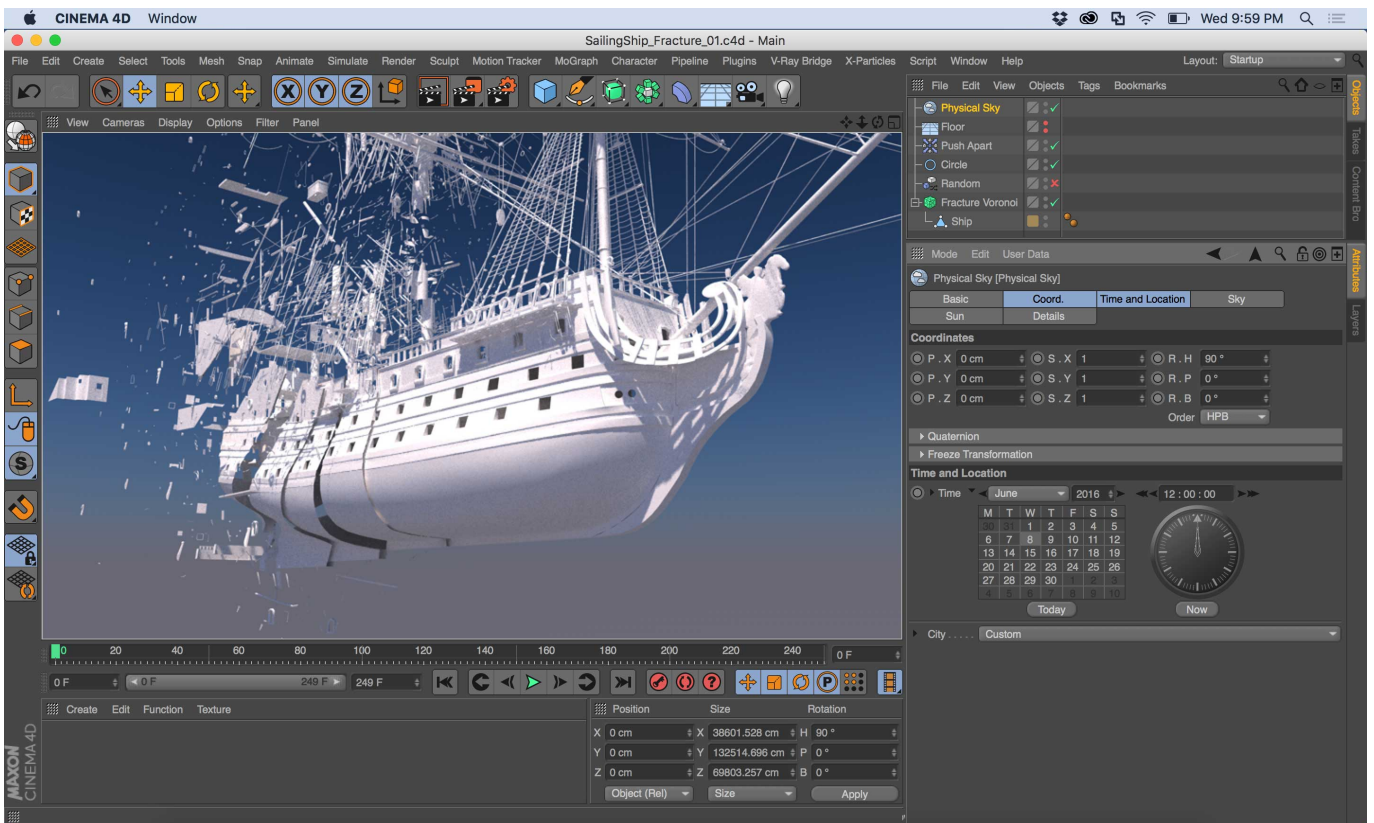 CINEMA 4D Window Wed 9:59 PM
SailingShip_Fracture_01.c4d - Main
File Edit Create Select Tools Mesh Snap Animate Simulate Render Sculpt Motion Tracker MoGraph Character Pipeline Plugins V-Ray Bridge X-Particles Script Window Help Layout: Startup
X Y Z
View Cameras Display Options Filter Panel
File Edit View Objects Tags Bookmarks
Physical Sky
Floor
Push Apart
Circle
Random
Fracture Voronoi
Ship
Objects
Takes
Content Bro
Mode Edit User Data
Attributes
Layers
Physical Sky [Physical Sky]
Basic Coord. Time and Location Sky
Sun Details
Coordinates
P . X 0 cm S . X 1 R . H 90 °
P . Y 0 cm S . Y 1 R . P 0 °
P . Z 0 cm S . Z 1 R . B 0 °
Order HPB
Quaternion
Freeze Transformation
Time and Location
Time June 2016 12 : 00 : 00
M T W T F S S
30 31 1 2 3 4 5
6 7 8 9 10 11 12
13 14 15 16 17 18 19
20 21 22 23 24 25 26
27 28 29 30 1 2 3
4 5 6 7 8 9 10
Today Now
City . . . . . Custom
S
0 20 40 60 80 100 120 140 160 180 200 220 240 0 F
0 F 0 F 249 F 249 F P
Create Edit Function Texture
Position Size Rotation
X 0 cm X 38601.528 cm H 90 °
Y 0 cm Y 132514.696 cm P 0 °
Z 0 cm Z 69803.257 cm B 0 °
Object (Rel) Size Apply
MAXON
CINEMA 4D